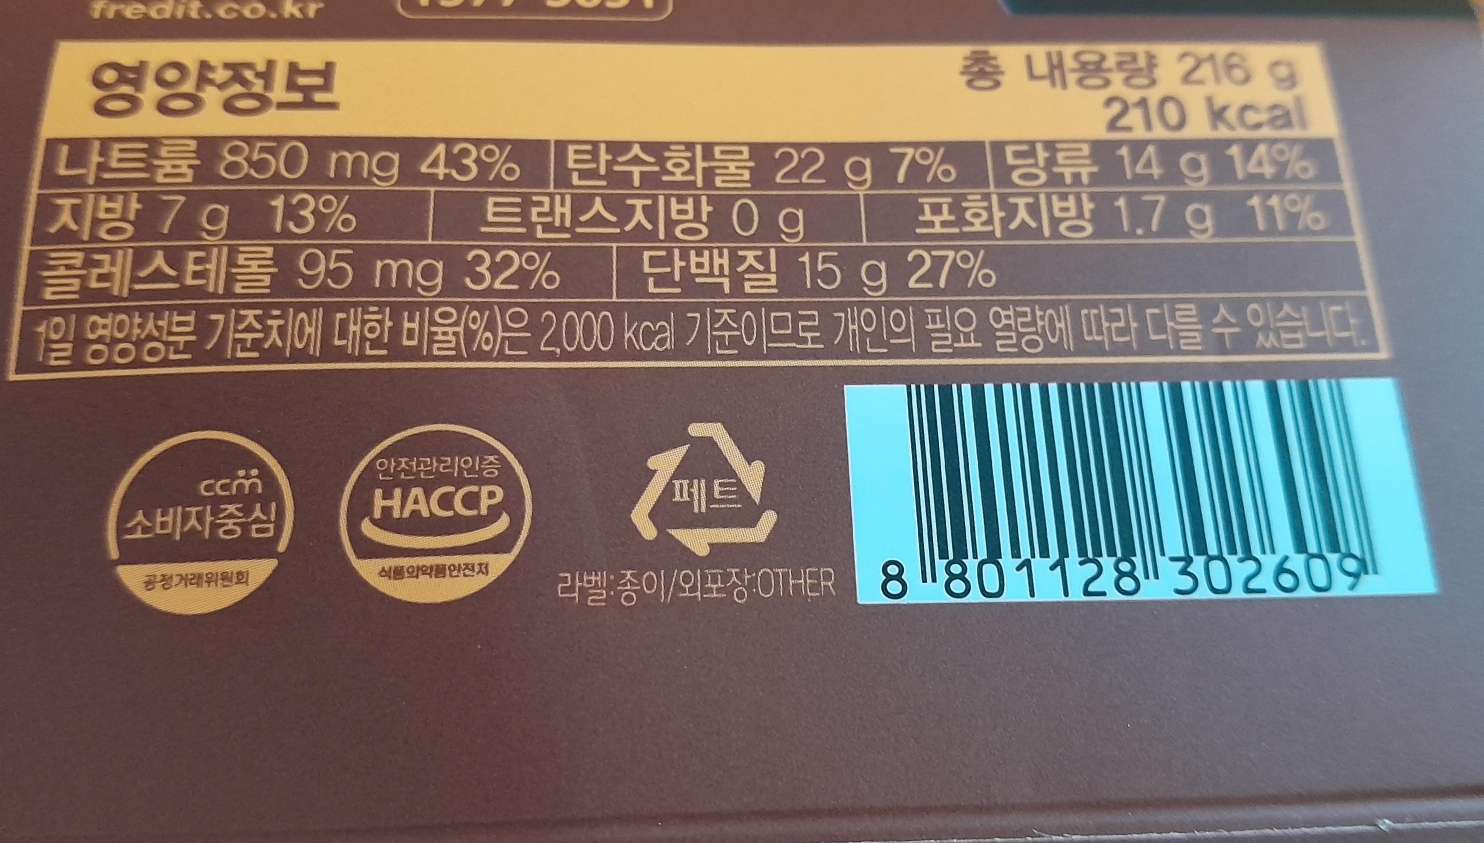 fredit.co.kr
영양정보
총 내용량 216 g
210 kcal
나트륨 850 mg 43% 탄수화물 22 g 7% 당류 14 g 14%
지방 7 g 13% 트랜스지방 0 g 포화지방 1.7 g 11%
콜레스테롤 95 mg 32% 단백질 15 g 27%
1일 영양성분 기준치에 대한 비율(%)은 2,000 kcal 기준이므로 개인의 필요 열량에 따라 다를 수 있습니다.
ccm
소비자중심
공정거래위원회
안전관리인증
HACCP
식품의약품안전처
페트
라벨:종이/외포장:OTHER
8 801128 302609